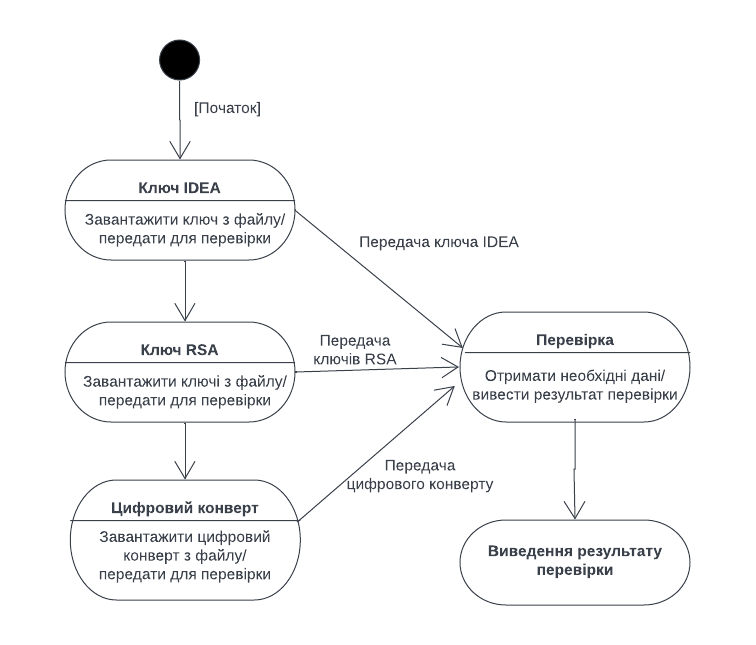 [Початок]
Ключ IDEA
Завантажити ключ з файлу/
передати для перевірки
Передача ключа IDEA
Ключ RSA
Завантажити ключі з файлу/
передати для перевірки
Передача
ключів RSA
Перевірка
Отримати необхідні дані/
вивести результат перевірки
Передача
цифрового конверту
Цифровий конверт
Завантажити цифровий
конверт з файлу/
передати для перевірки
Виведення результату
перевірки